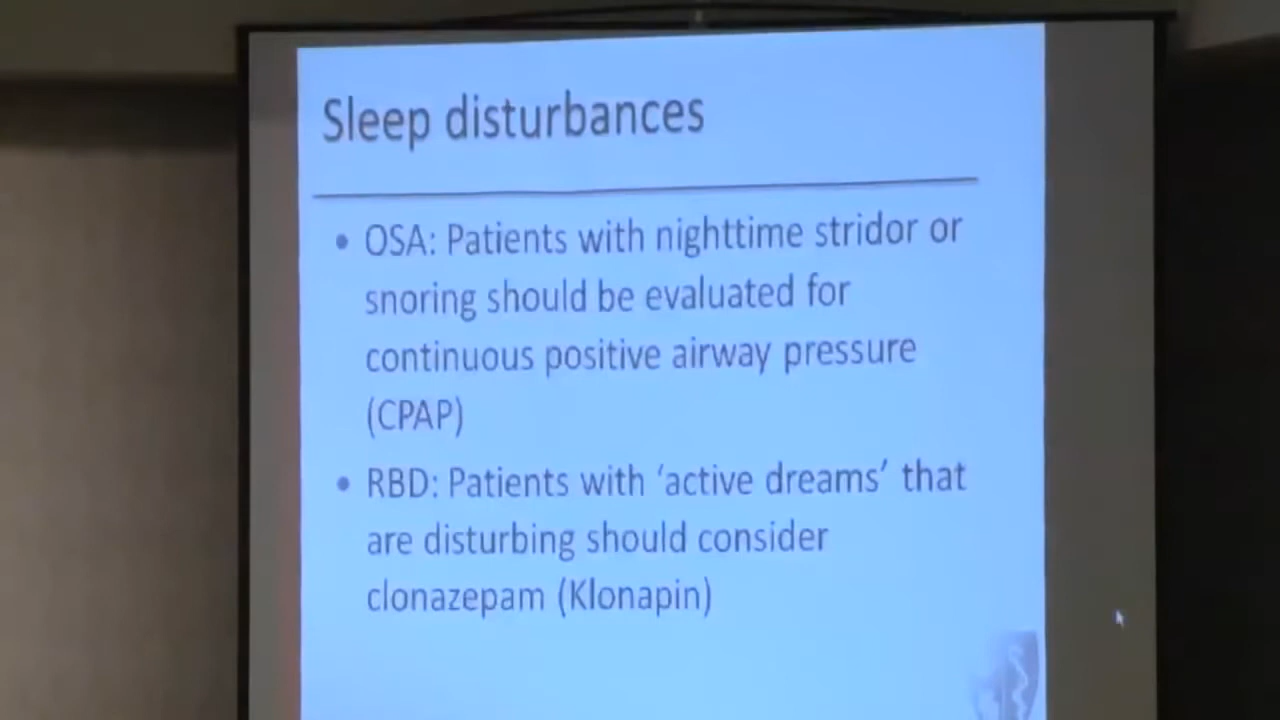 Sleep disturbances
• OSA: Patients with nighttime stridor or
snoring should be evaluated for
continuous positive airway pressure
(CPAP)
• RBD: Patients with ‘active dreams’ that
are disturbing should consider
clonazepam (Klonapin)